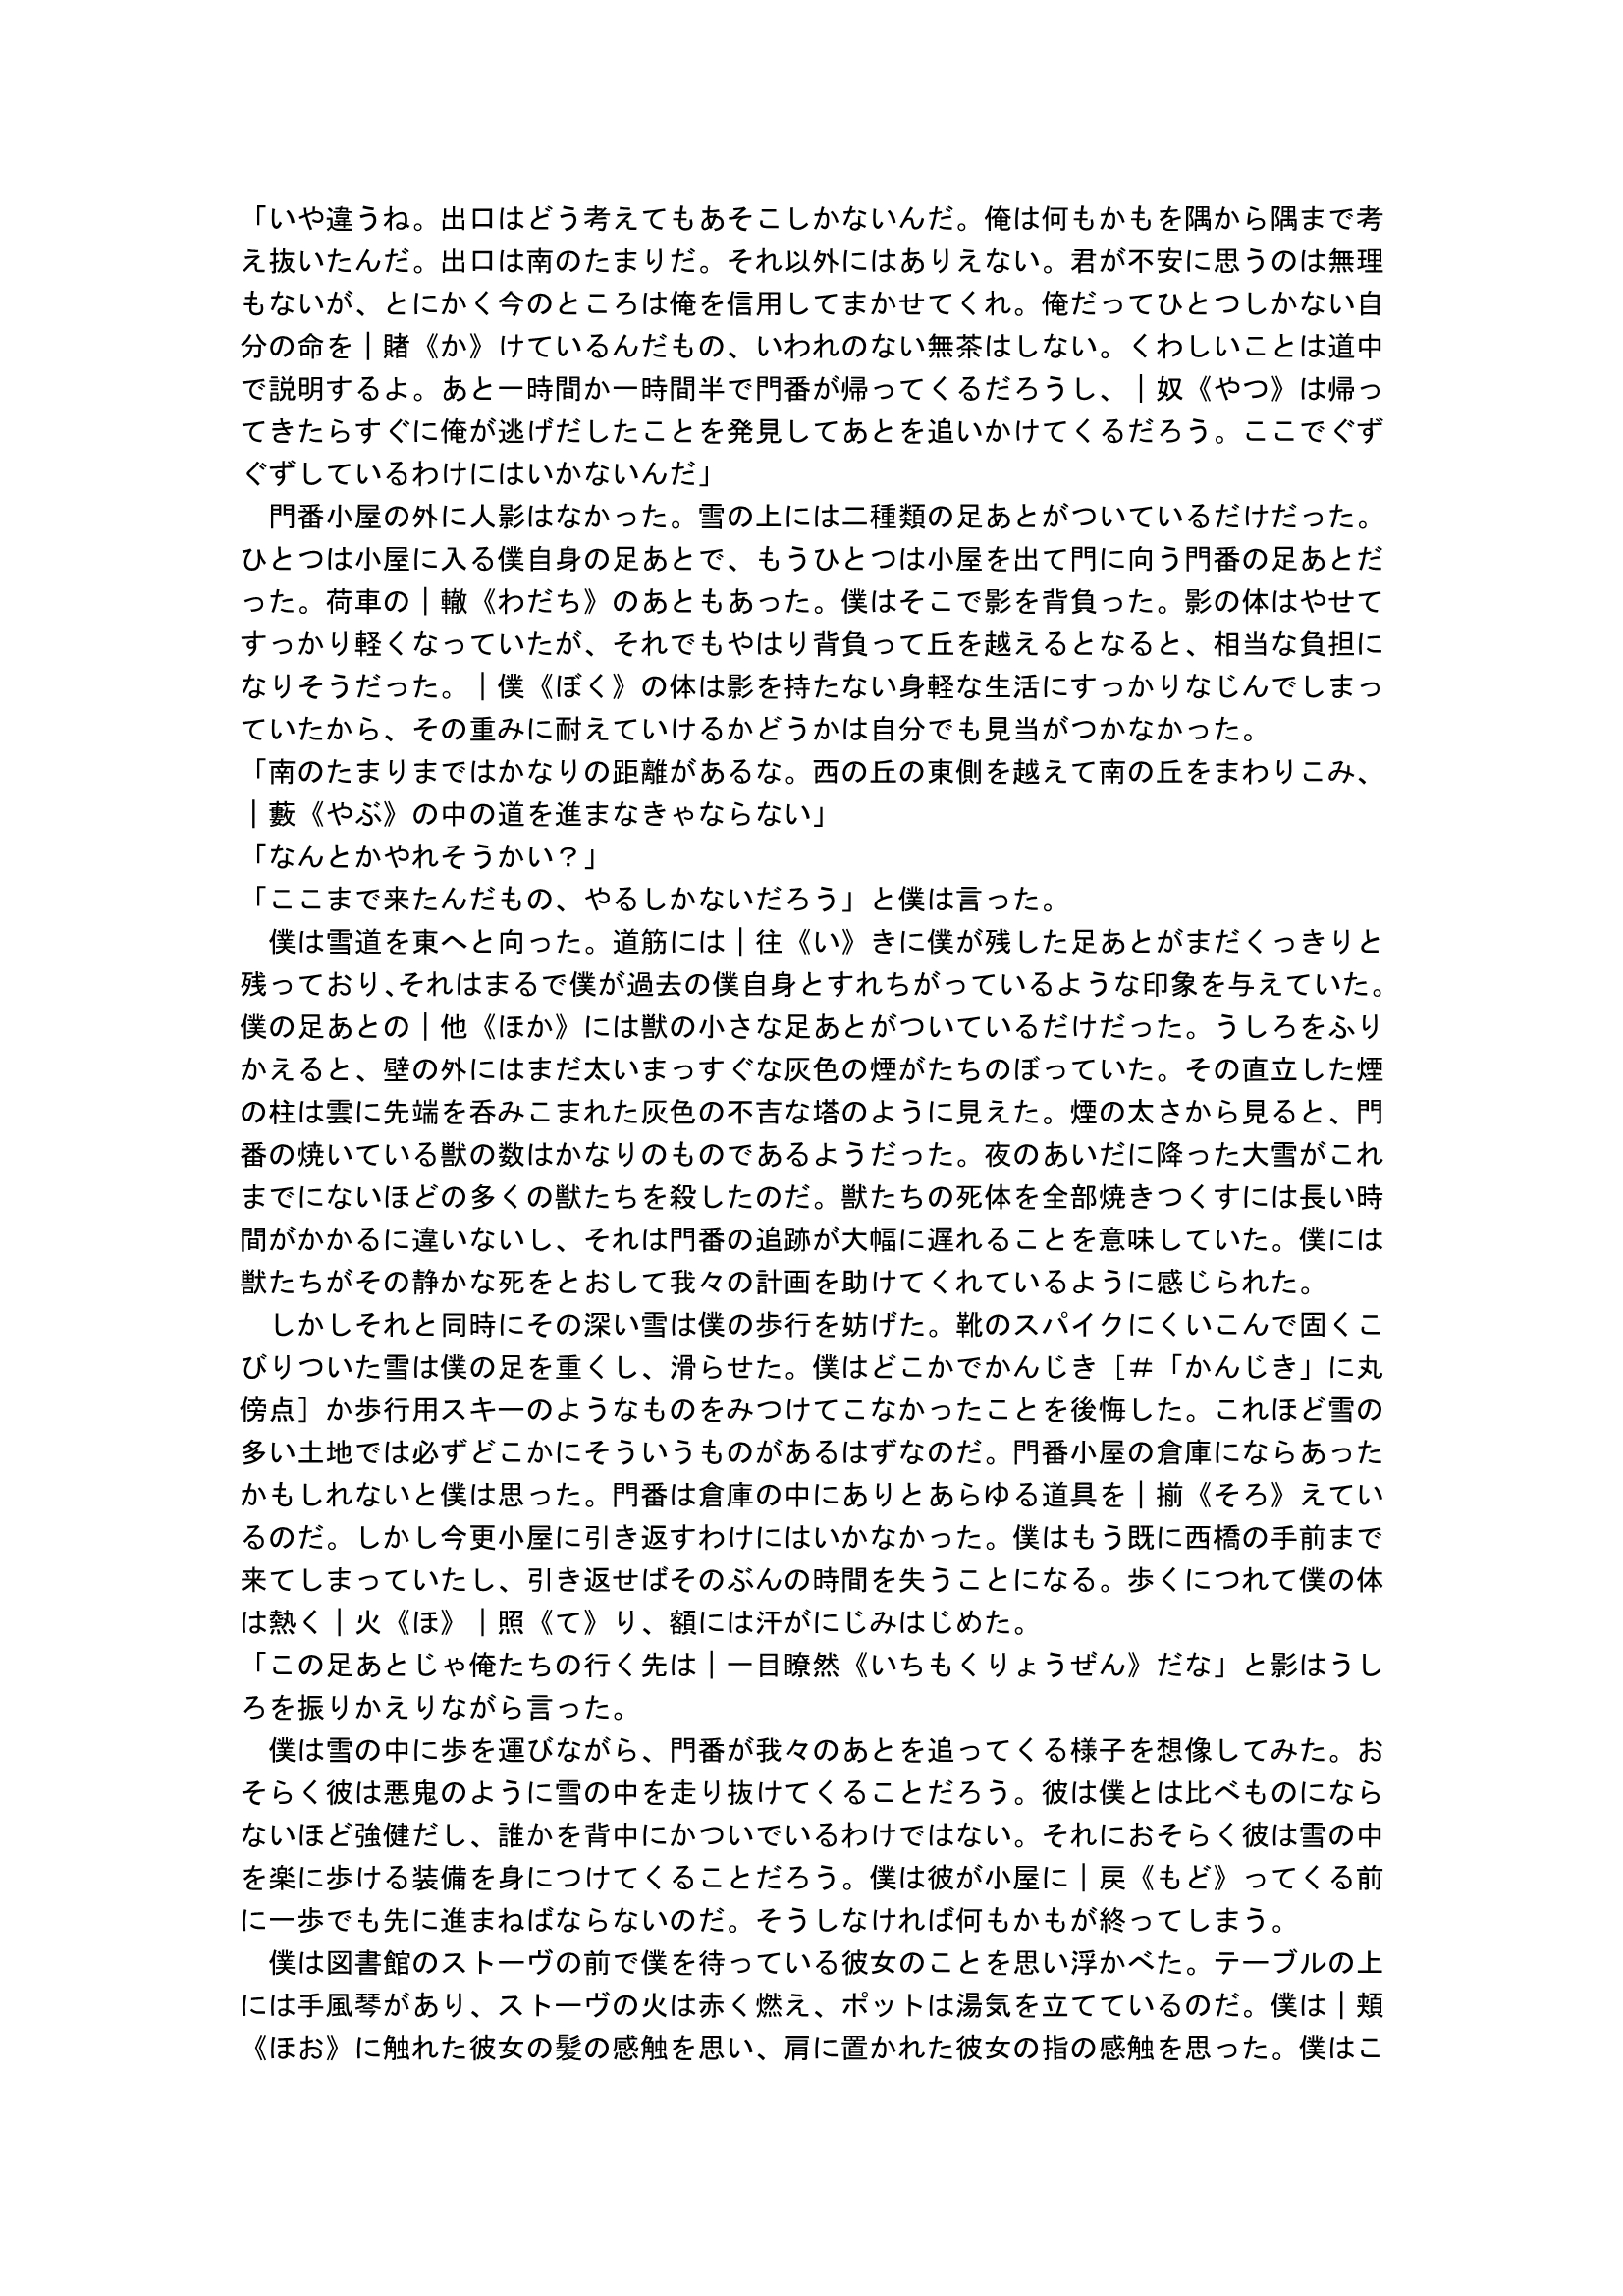 「いや違うね。出口はどう考えてもあそこしかないんだ。俺は何もかもを隅から隅まで考
え抜いたんだ。出口は南のたまりだ。それ以外にはありえない。君が不安に思うのは無理
もないが、とにかく今のところは俺を信用してまかせてくれ。俺だってひとつしかない自
分の命を｜賭《か》けているんだもの、いわれのない無茶はしない。くわしいことは道中
で説明するよ。あと一時間か一時間半で門番が帰ってくるだろうし、｜奴《やつ》は帰っ
てきたらすぐに俺が逃げだしたことを発見してあとを追いかけてくるだろう。ここでぐず
ぐずしているわけにはいかないんだ」
　門番小屋の外に人影はなかった。雪の上には二種類の足あとがついているだけだった。
ひとつは小屋に入る僕自身の足あとで、もうひとつは小屋を出て門に向う門番の足あとだ
った。荷車の｜轍《わだち》のあともあった。僕はそこで影を背負った。影の体はやせて
すっかり軽くなっていたが、それでもやはり背負って丘を越えるとなると、相当な負担に
なりそうだった。｜僕《ぼく》の体は影を持たない身軽な生活にすっかりなじんでしまっ
ていたから、その重みに耐えていけるかどうかは自分でも見当がつかなかった。
「南のたまりまではかなりの距離があるな。西の丘の東側を越えて南の丘をまわりこみ、
｜藪《やぶ》の中の道を進まなきゃならない」
「なんとかやれそうかい？」
「ここまで来たんだもの、やるしかないだろう」と僕は言った。
　僕は雪道を東へと向った。道筋には｜往《い》きに僕が残した足あとがまだくっきりと
残っており、それはまるで僕が過去の僕自身とすれちがっているような印象を与えていた。
僕の足あとの｜他《ほか》には獣の小さな足あとがついているだけだった。うしろをふり
かえると、壁の外にはまだ太いまっすぐな灰色の煙がたちのぼっていた。その直立した煙
の柱は雲に先端を呑みこまれた灰色の不吉な塔のように見えた。煙の太さから見ると、門
番の焼いている獣の数はかなりのものであるようだった。夜のあいだに降った大雪がこれ
までにないほどの多くの獣たちを殺したのだ。獣たちの死体を全部焼きつくすには長い時
間がかかるに違いないし、それは門番の追跡が大幅に遅れることを意味していた。僕には
獣たちがその静かな死をとおして我々の計画を助けてくれているように感じられた。
　しかしそれと同時にその深い雪は僕の歩行を妨げた。靴のスパイクにくいこんで固くこ
びりついた雪は僕の足を重くし、滑らせた。僕はどこかでかんじき［＃「かんじき」に丸
傍点］か歩行用スキーのようなものをみつけてこなかったことを後悔した。これほど雪の
多い土地では必ずどこかにそういうものがあるはずなのだ。門番小屋の倉庫にならあった
かもしれないと僕は思った。門番は倉庫の中にありとあらゆる道具を｜揃《そろ》えてい
るのだ。しかし今更小屋に引き返すわけにはいかなかった。僕はもう既に西橋の手前まで
来てしまっていたし、引き返せばそのぶんの時間を失うことになる。歩くにつれて僕の体
は熱く｜火《ほ》｜照《て》り、額には汗がにじみはじめた。
「この足あとじゃ俺たちの行く先は｜一目瞭然《いちもくりょうぜん》だな」と影はうし
ろを振りかえりながら言った。
　僕は雪の中に歩を運びながら、門番が我々のあとを追ってくる様子を想像してみた。お
そらく彼は悪鬼のように雪の中を走り抜けてくることだろう。彼は僕とは比べものになら
ないほど強健だし、誰かを背中にかついでいるわけではない。それにおそらく彼は雪の中
を楽に歩ける装備を身につけてくることだろう。僕は彼が小屋に｜戻《もど》ってくる前
に一歩でも先に進まねばならないのだ。そうしなければ何もかもが終ってしまう。
　僕は図書館のストーヴの前で僕を待っている彼女のことを思い浮かべた。テーブルの上
には手風琴があり、ストーヴの火は赤く燃え、ポットは湯気を立てているのだ。僕は｜頬
《ほお》に触れた彼女の髪の感触を思い、肩に置かれた彼女の指の感触を思った。僕はこ